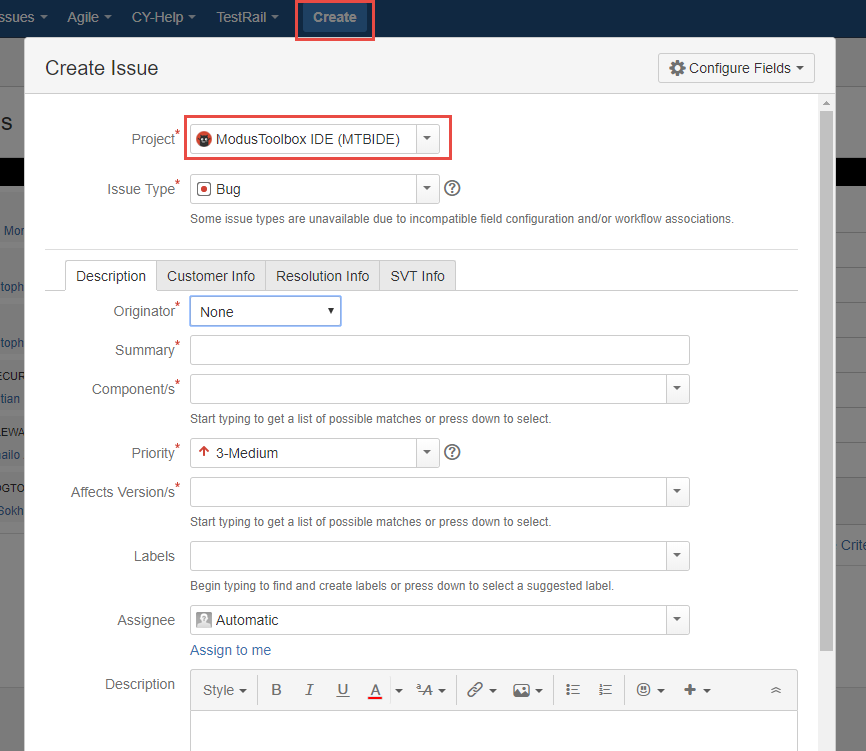 ssues Agile CY-Help TestRail Create
Create Issue Configure Fields
s
Project* ModusToolbox IDE (MTBIDE)
Issue Type* Bug
Some issue types are unavailable due to incompatible field configuration and/or workflow associations.
Mor
Description Customer Info Resolution Info SVT Info
toph
Originator* None
Summary* 
toph
ECUR
Component/s*
tian
Start typing to get a list of possible matches or press down to select.
EWA
Priority* 3-Medium
ailo
OGTO
Affects Version/s*
Sokh
Start typing to get a list of possible matches or press down to select.
Crite
Labels
Begin typing to find and create labels or press down to select a suggested label.
Assignee Automatic
Assign to me
Description Style B I U A ªA